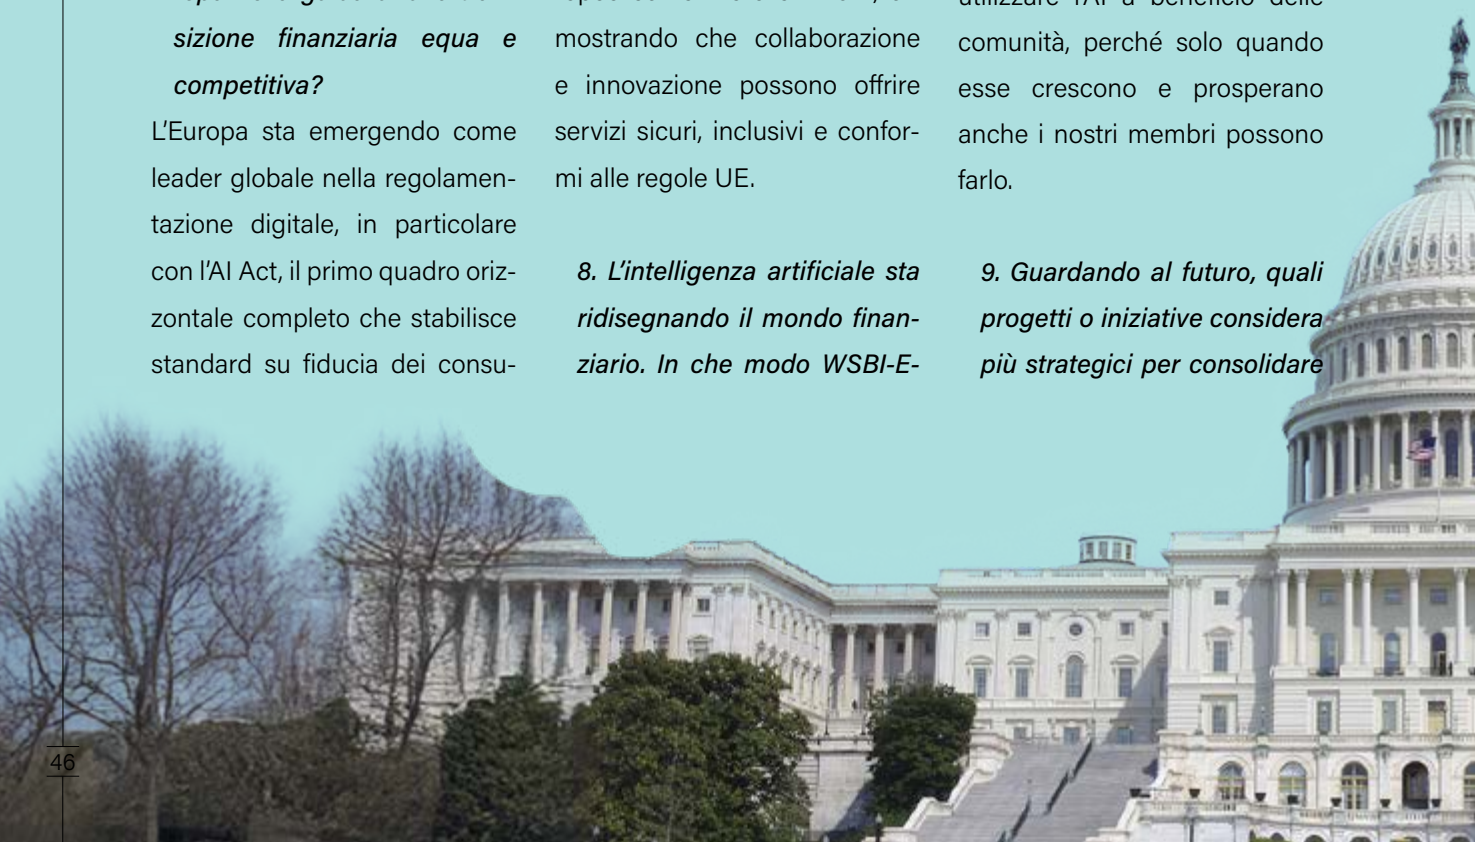 sizione finanziaria equa e
competitiva?
L'Europa sta emergendo come
leader globale nella regolamen-
tazione digitale, in particolare
con l'AI Act, il primo quadro oriz-
zontale completo che stabilisce
standard su fiducia dei consu-
mostrando che collaborazione
e innovazione possono offrire
servizi sicuri, inclusivi e confor-
mi alle regole UE.
8. L'intelligenza artificiale sta
ridisegnando il mondo finan-
ziario. In che modo WSBI-E-
utilizzare l'AI a beneficio delle
comunità, perché solo quando
esse crescono e prosperano
anche i nostri membri possono
farlo.
9. Guardando al futuro, quali
progetti o iniziative considera
più strategici per consolidare
46